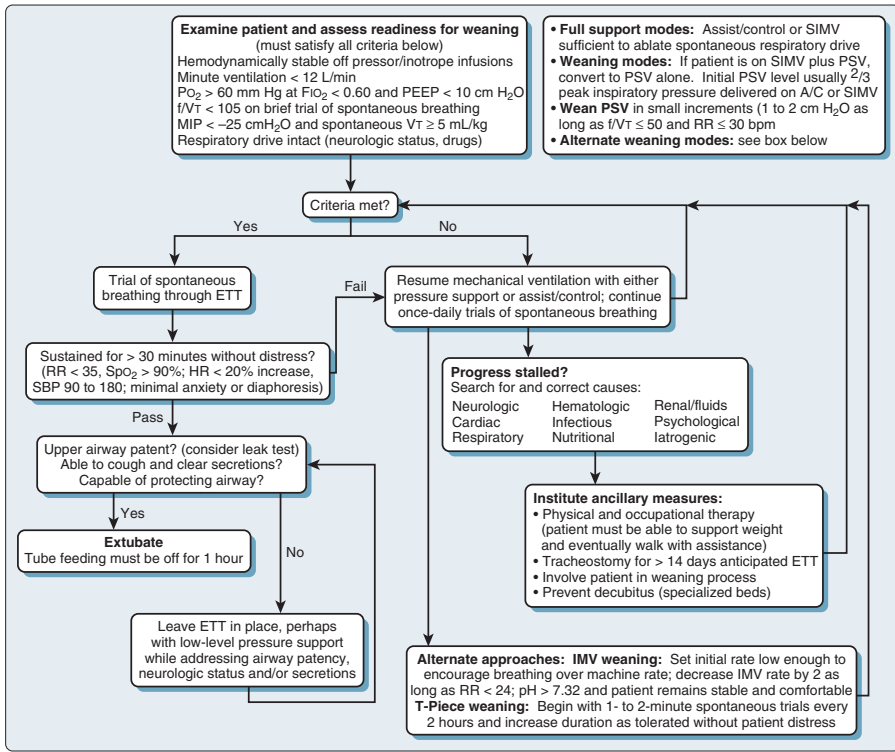 Examine patient and assess readiness for weaning
(must satisfy all criteria below)
Hemodynamically stable off pressor/inotrope infusions
Minute ventilation < 12 L/min
PO₂ > 60 mm Hg at FIO₂ < 0.60 and PEEP < 10 cm H₂O
f/VT < 105 on brief trial of spontaneous breathing
MIP < –25 cmH₂O and spontaneous VT ≥ 5 mL/kg
Respiratory drive intact (neurologic status, drugs)
• Full support modes: Assist/control or SIMV
sufficient to ablate spontaneous respiratory drive
• Weaning modes: If patient is on SIMV plus PSV,
convert to PSV alone. Initial PSV level usually 2/3
peak inspiratory pressure delivered on A/C or SIMV
• Wean PSV in small increments (1 to 2 cm H₂O as
long as f/VT ≤ 50 and RR ≤ 30 bpm
• Alternate weaning modes: see box below
Criteria met?
Yes
No
Trial of spontaneous
breathing through ETT
Fail
Resume mechanical ventilation with either
pressure support or assist/control; continue
once-daily trials of spontaneous breathing
Sustained for > 30 minutes without distress?
(RR < 35, SpO₂ > 90%; HR < 20% increase,
SBP 90 to 180; minimal anxiety or diaphoresis)
Pass
Progress stalled?
Search for and correct causes:
Neurologic Hematologic Renal/fluids
Cardiac Infectious Psychological
Respiratory Nutritional Iatrogenic
Upper airway patent? (consider leak test)
Able to cough and clear secretions?
Capable of protecting airway?
Yes
No
Extubate
Tube feeding must be off for 1 hour
Institute ancillary measures:
• Physical and occupational therapy
(patient must be able to support weight
and eventually walk with assistance)
• Tracheostomy for > 14 days anticipated ETT
• Involve patient in weaning process
• Prevent decubitus (specialized beds)
Leave ETT in place, perhaps
with low-level pressure support
while addressing airway patency,
neurologic status and/or secretions
Alternate approaches: IMV weaning: Set initial rate low enough to
encourage breathing over machine rate; decrease IMV rate by 2 as
long as RR < 24; pH > 7.32 and patient remains stable and comfortable
T-Piece weaning: Begin with 1- to 2-minute spontaneous trials every
2 hours and increase duration as tolerated without patient distress